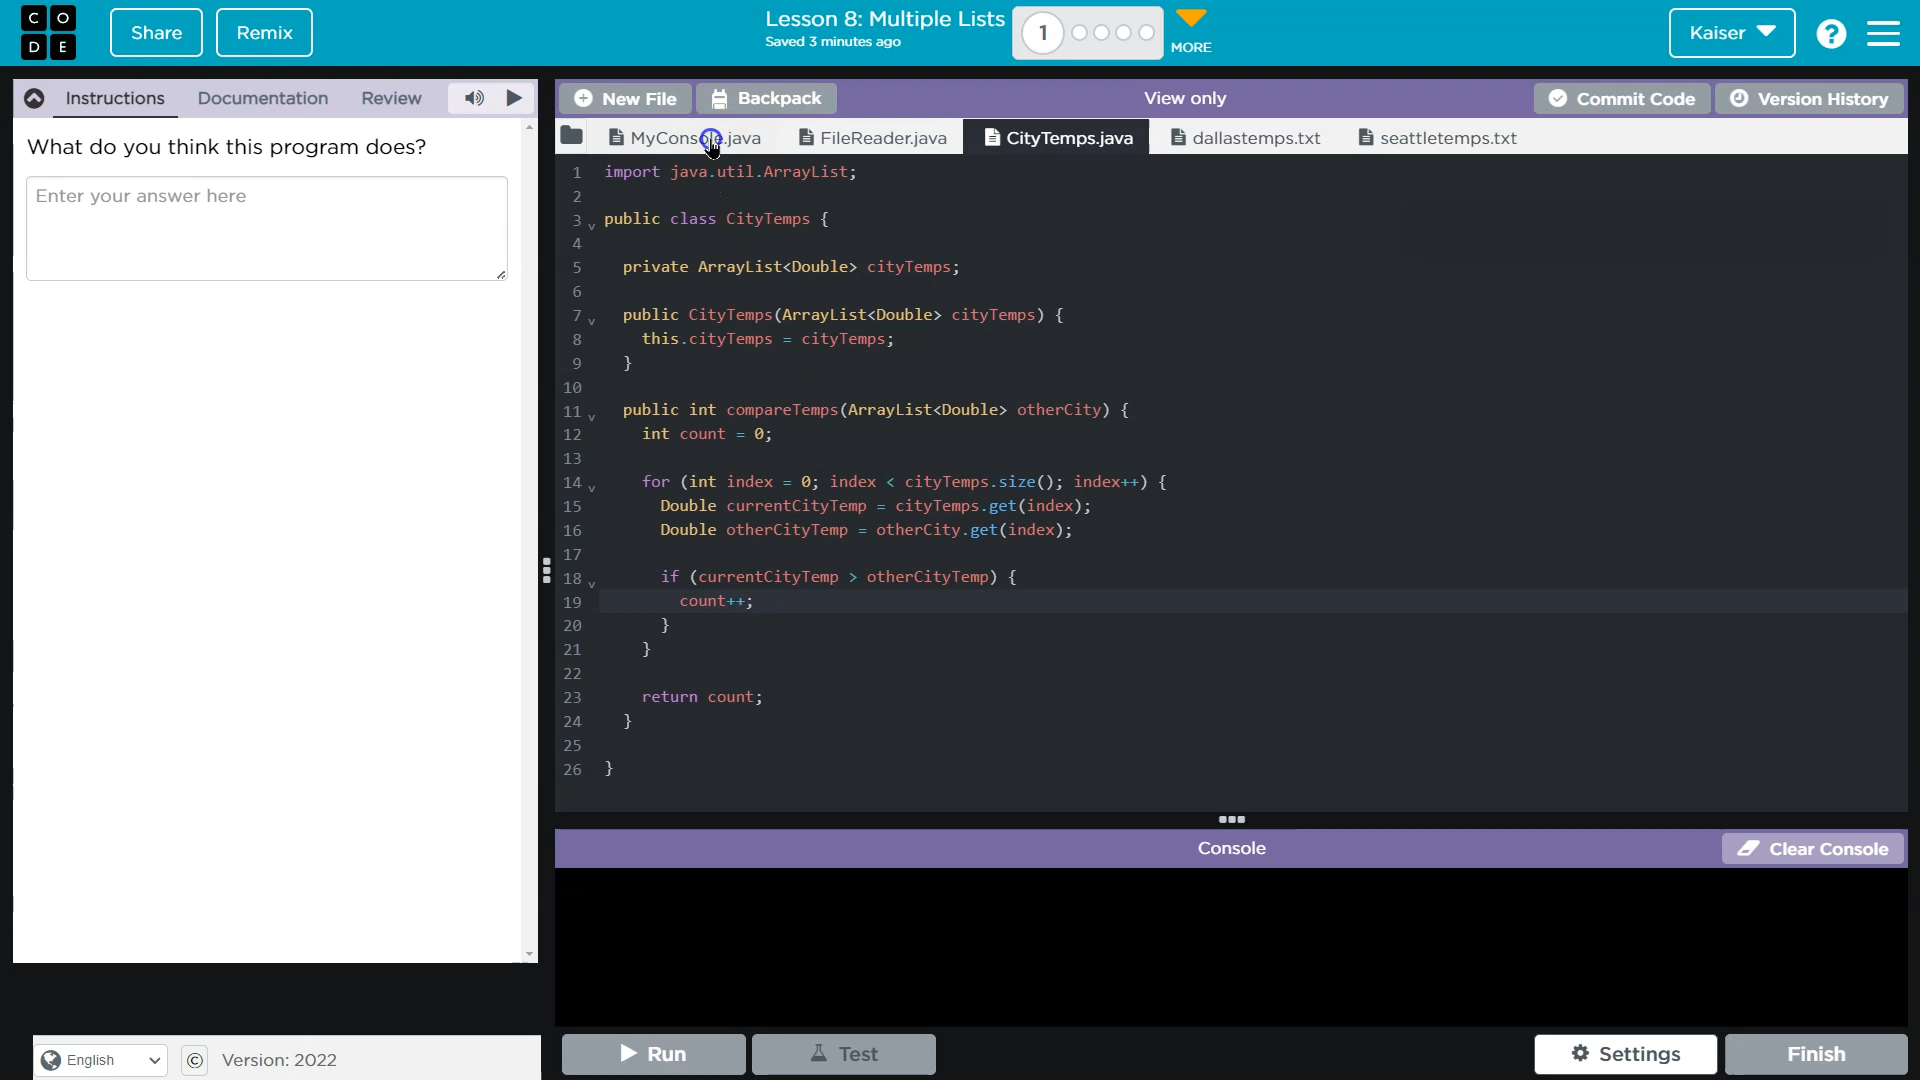 C O D E
Share
Remix
Lesson 8: Multiple Lists
Saved 3 minutes ago
1
MORE
Kaiser
?
Instructions
Documentation
Review
New File
Backpack
View only
Commit Code
Version History
MyConsole.java
FileReader.java
CityTemps.java
dallastemps.txt
seattletemps.txt
What do you think this program does?
Enter your answer here
1 import java.util.ArrayList;
2
3 public class CityTemps {
4
5 private ArrayList<Double> cityTemps;
6
7 public CityTemps(ArrayList<Double> cityTemps) {
8 this.cityTemps = cityTemps;
9 }
10
11 public int compareTemps(ArrayList<Double> otherCity) {
12 int count = 0;
13
14 for (int index = 0; index < cityTemps.size(); index++) {
15 Double currentCityTemp = cityTemps.get(index);
16 Double otherCityTemp = otherCity.get(index);
17
18 if (currentCityTemp > otherCityTemp) {
19 count++;
20 }
21 }
22
23 return count;
24 }
25
26 }
Console
Clear Console
English
©
Version: 2022
Run
Test
Settings
Finish